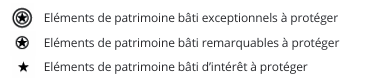 Eléments de patrimoine bâti exceptionnels à protéger
Eléments de patrimoine bâti remarquables à protéger
Eléments de patrimoine bâti d'intérêt à protéger